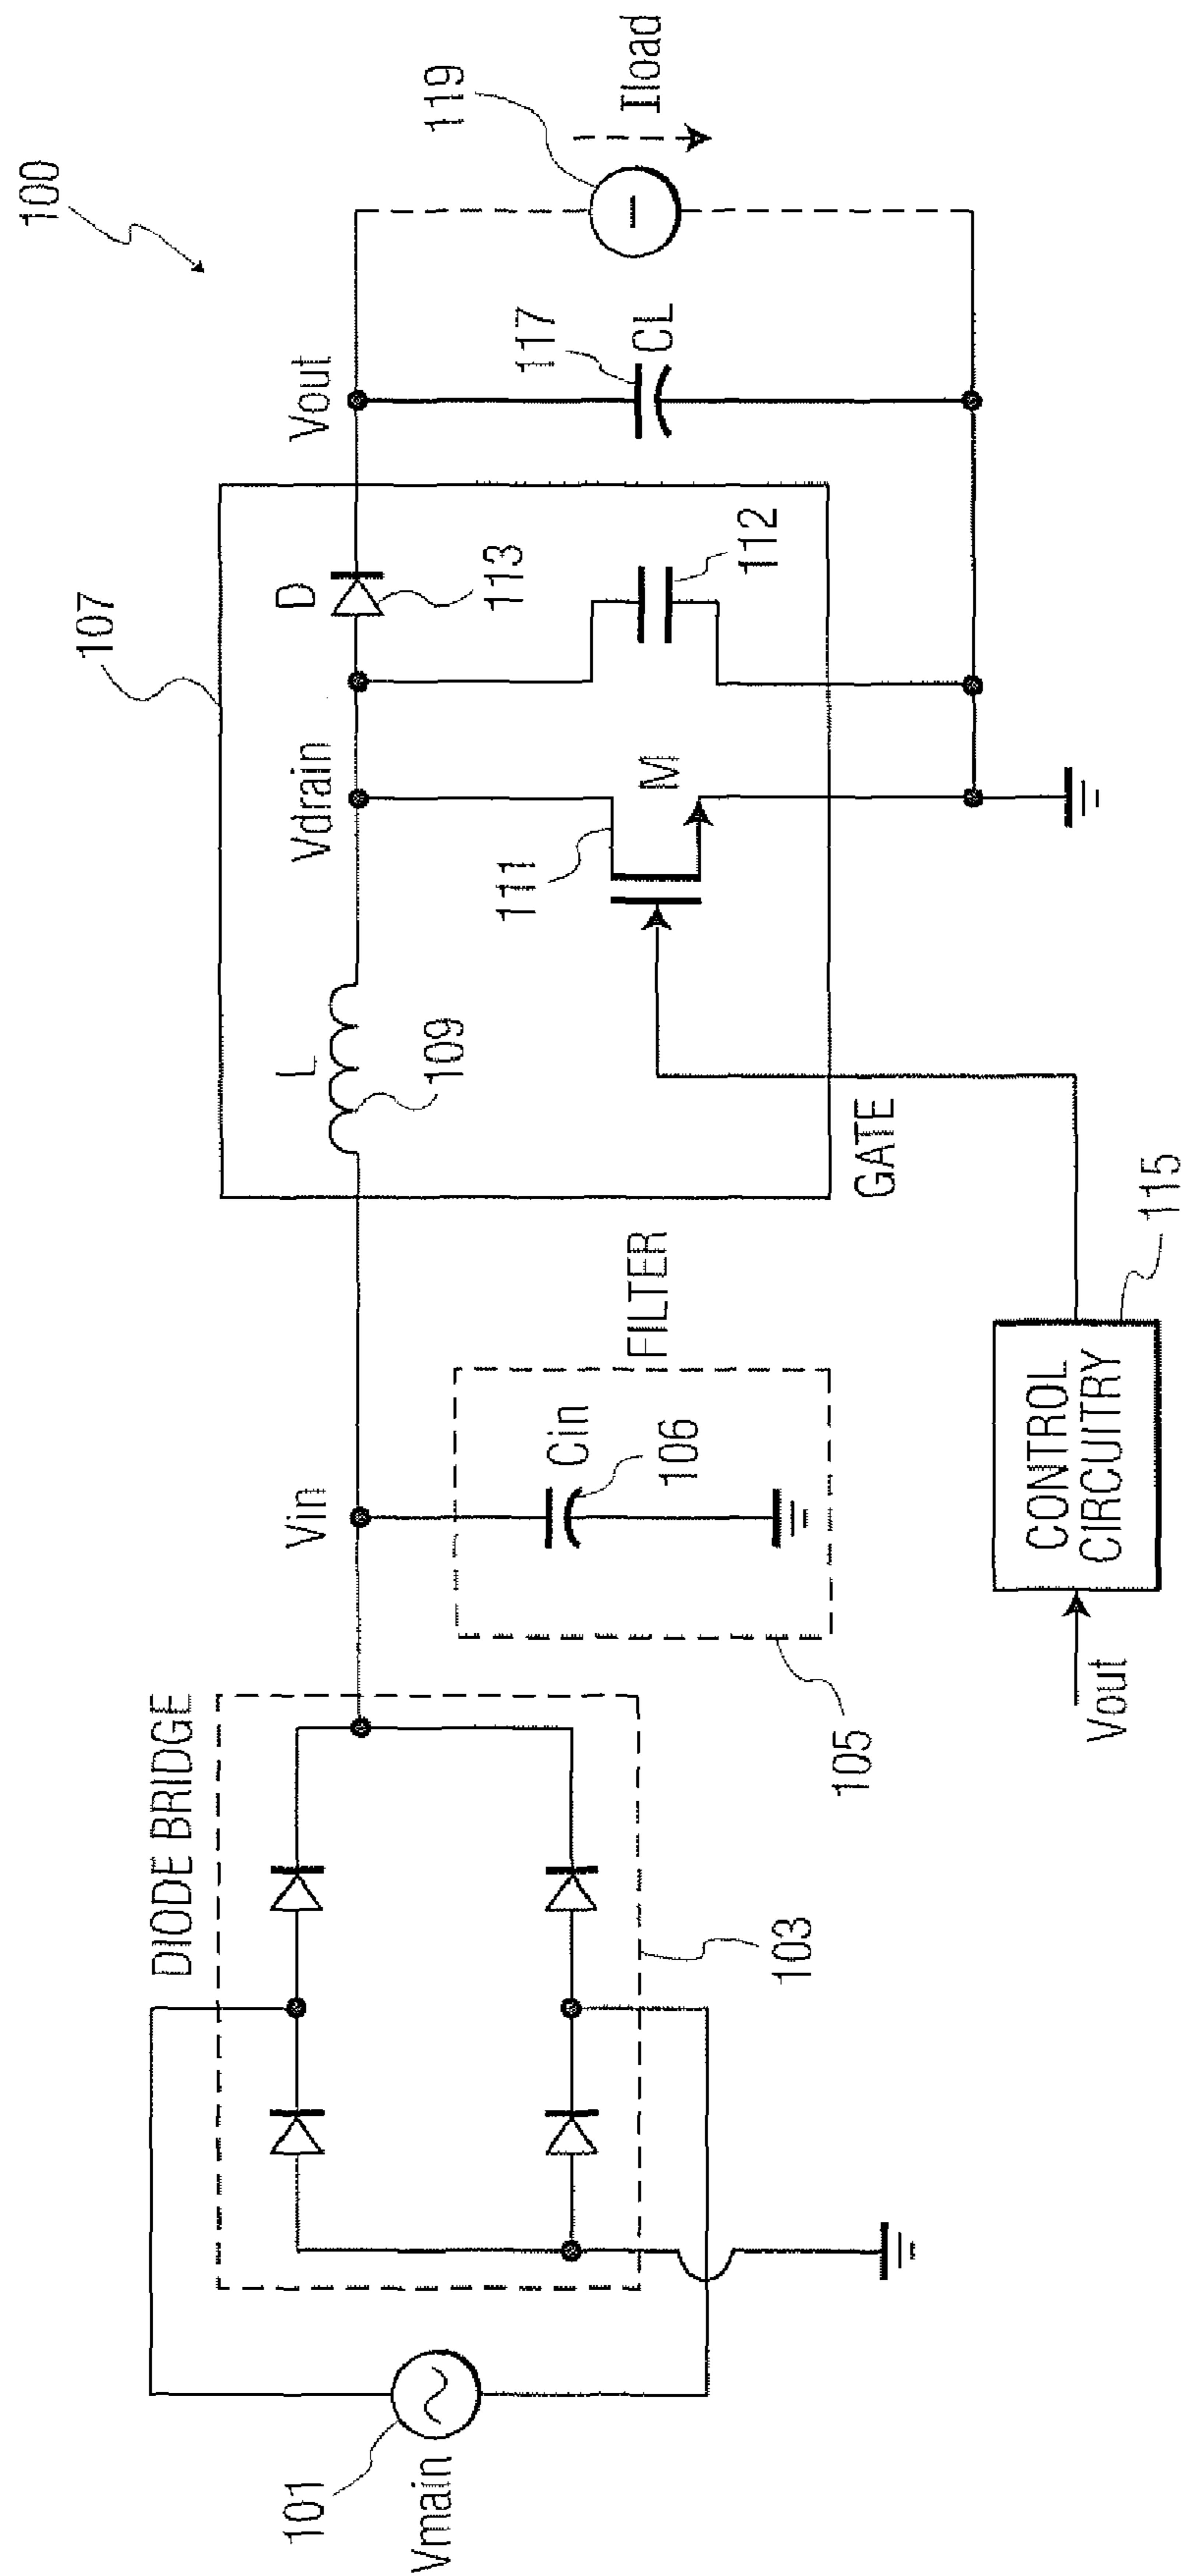 100
107
119
Iload
Vout
117
CL
D
113
112
Vdrain
M
111
L
109
GATE
Vin
FILTER
Cin
106
105
CONTROL
CIRCUITRY
115
Vout
DIODE BRIDGE
103
101
Vmain